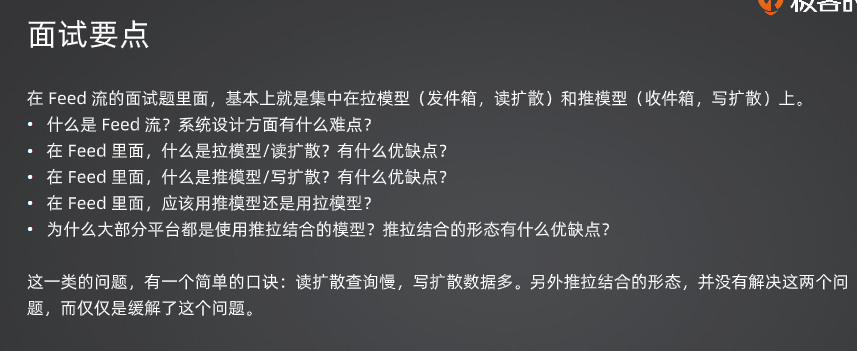 极客时
面试要点
在 Feed 流的面试题里面，基本上就是集中在拉模型（发件箱，读扩散）和推模型（收件箱，写扩散）上。
• 什么是 Feed 流？系统设计方面有什么难点？
• 在 Feed 里面，什么是拉模型/读扩散？有什么优缺点？
• 在 Feed 里面，什么是推模型/写扩散？有什么优缺点？
• 在 Feed 里面，应该用推模型还是用拉模型？
• 为什么大部分平台都是使用推拉结合的模型？推拉结合的形态有什么优缺点？
这一类的问题，有一个简单的口诀：读扩散查询慢，写扩散数据多。另外推拉结合的形态，并没有解决这两个问
题，而仅仅是缓解了这个问题。